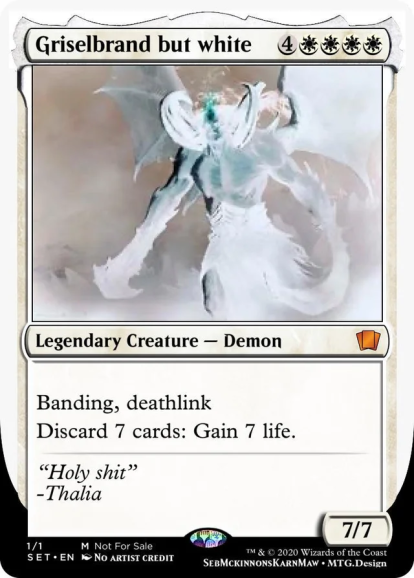 Griselbrand but white 4
Legendary Creature — Demon
Banding, deathlink
Discard 7 cards: Gain 7 life.
“Holy shit”
-Thalia
7/7
1/1 M Not For Sale
SET • EN No artist credit
™ & © 2020 Wizards of the Coast
SebMckinnonsKarnMaw • MTG.Design